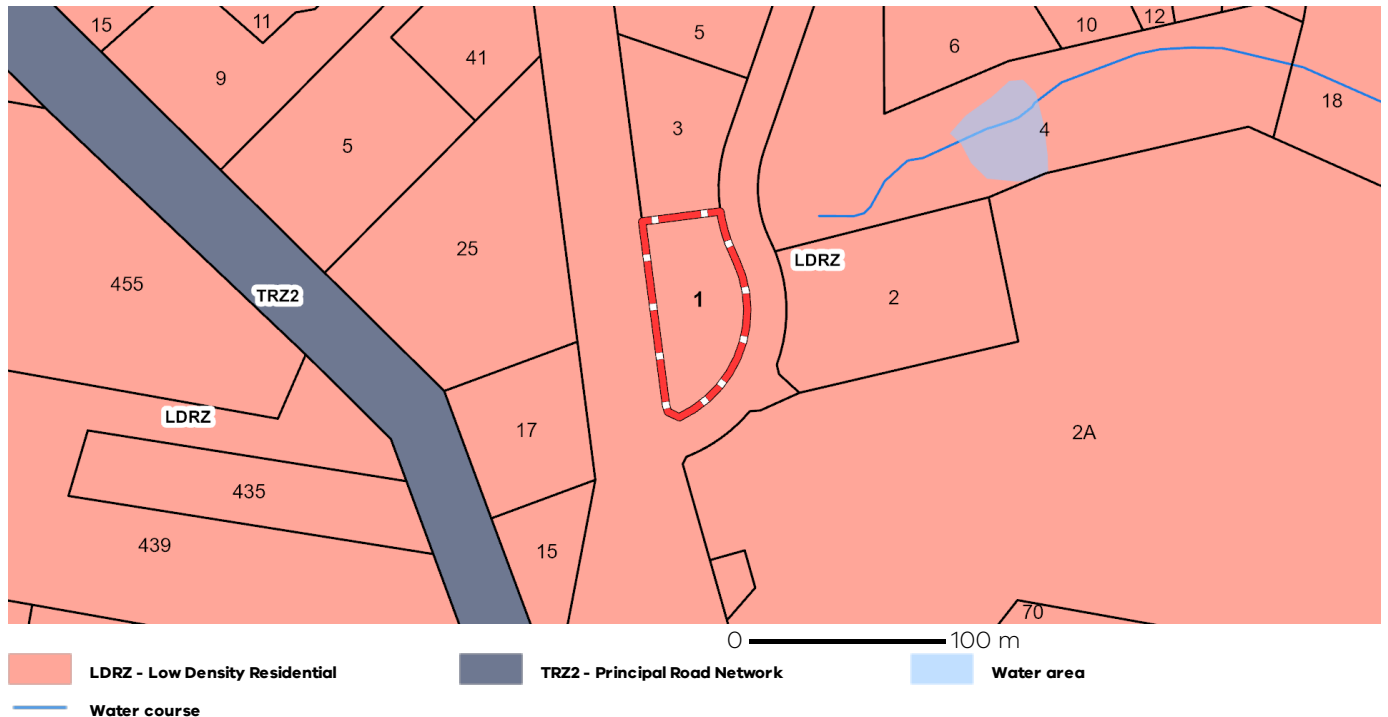 15
11
5
10
12
6
9
41
18
3
4
5
25
LDRZ
455
TRZ2
1
2
LDRZ
17
2A
435
439
15
70
0 100 m
LDRZ - Low Density Residential
TRZ2 - Principal Road Network
Water area
Water course